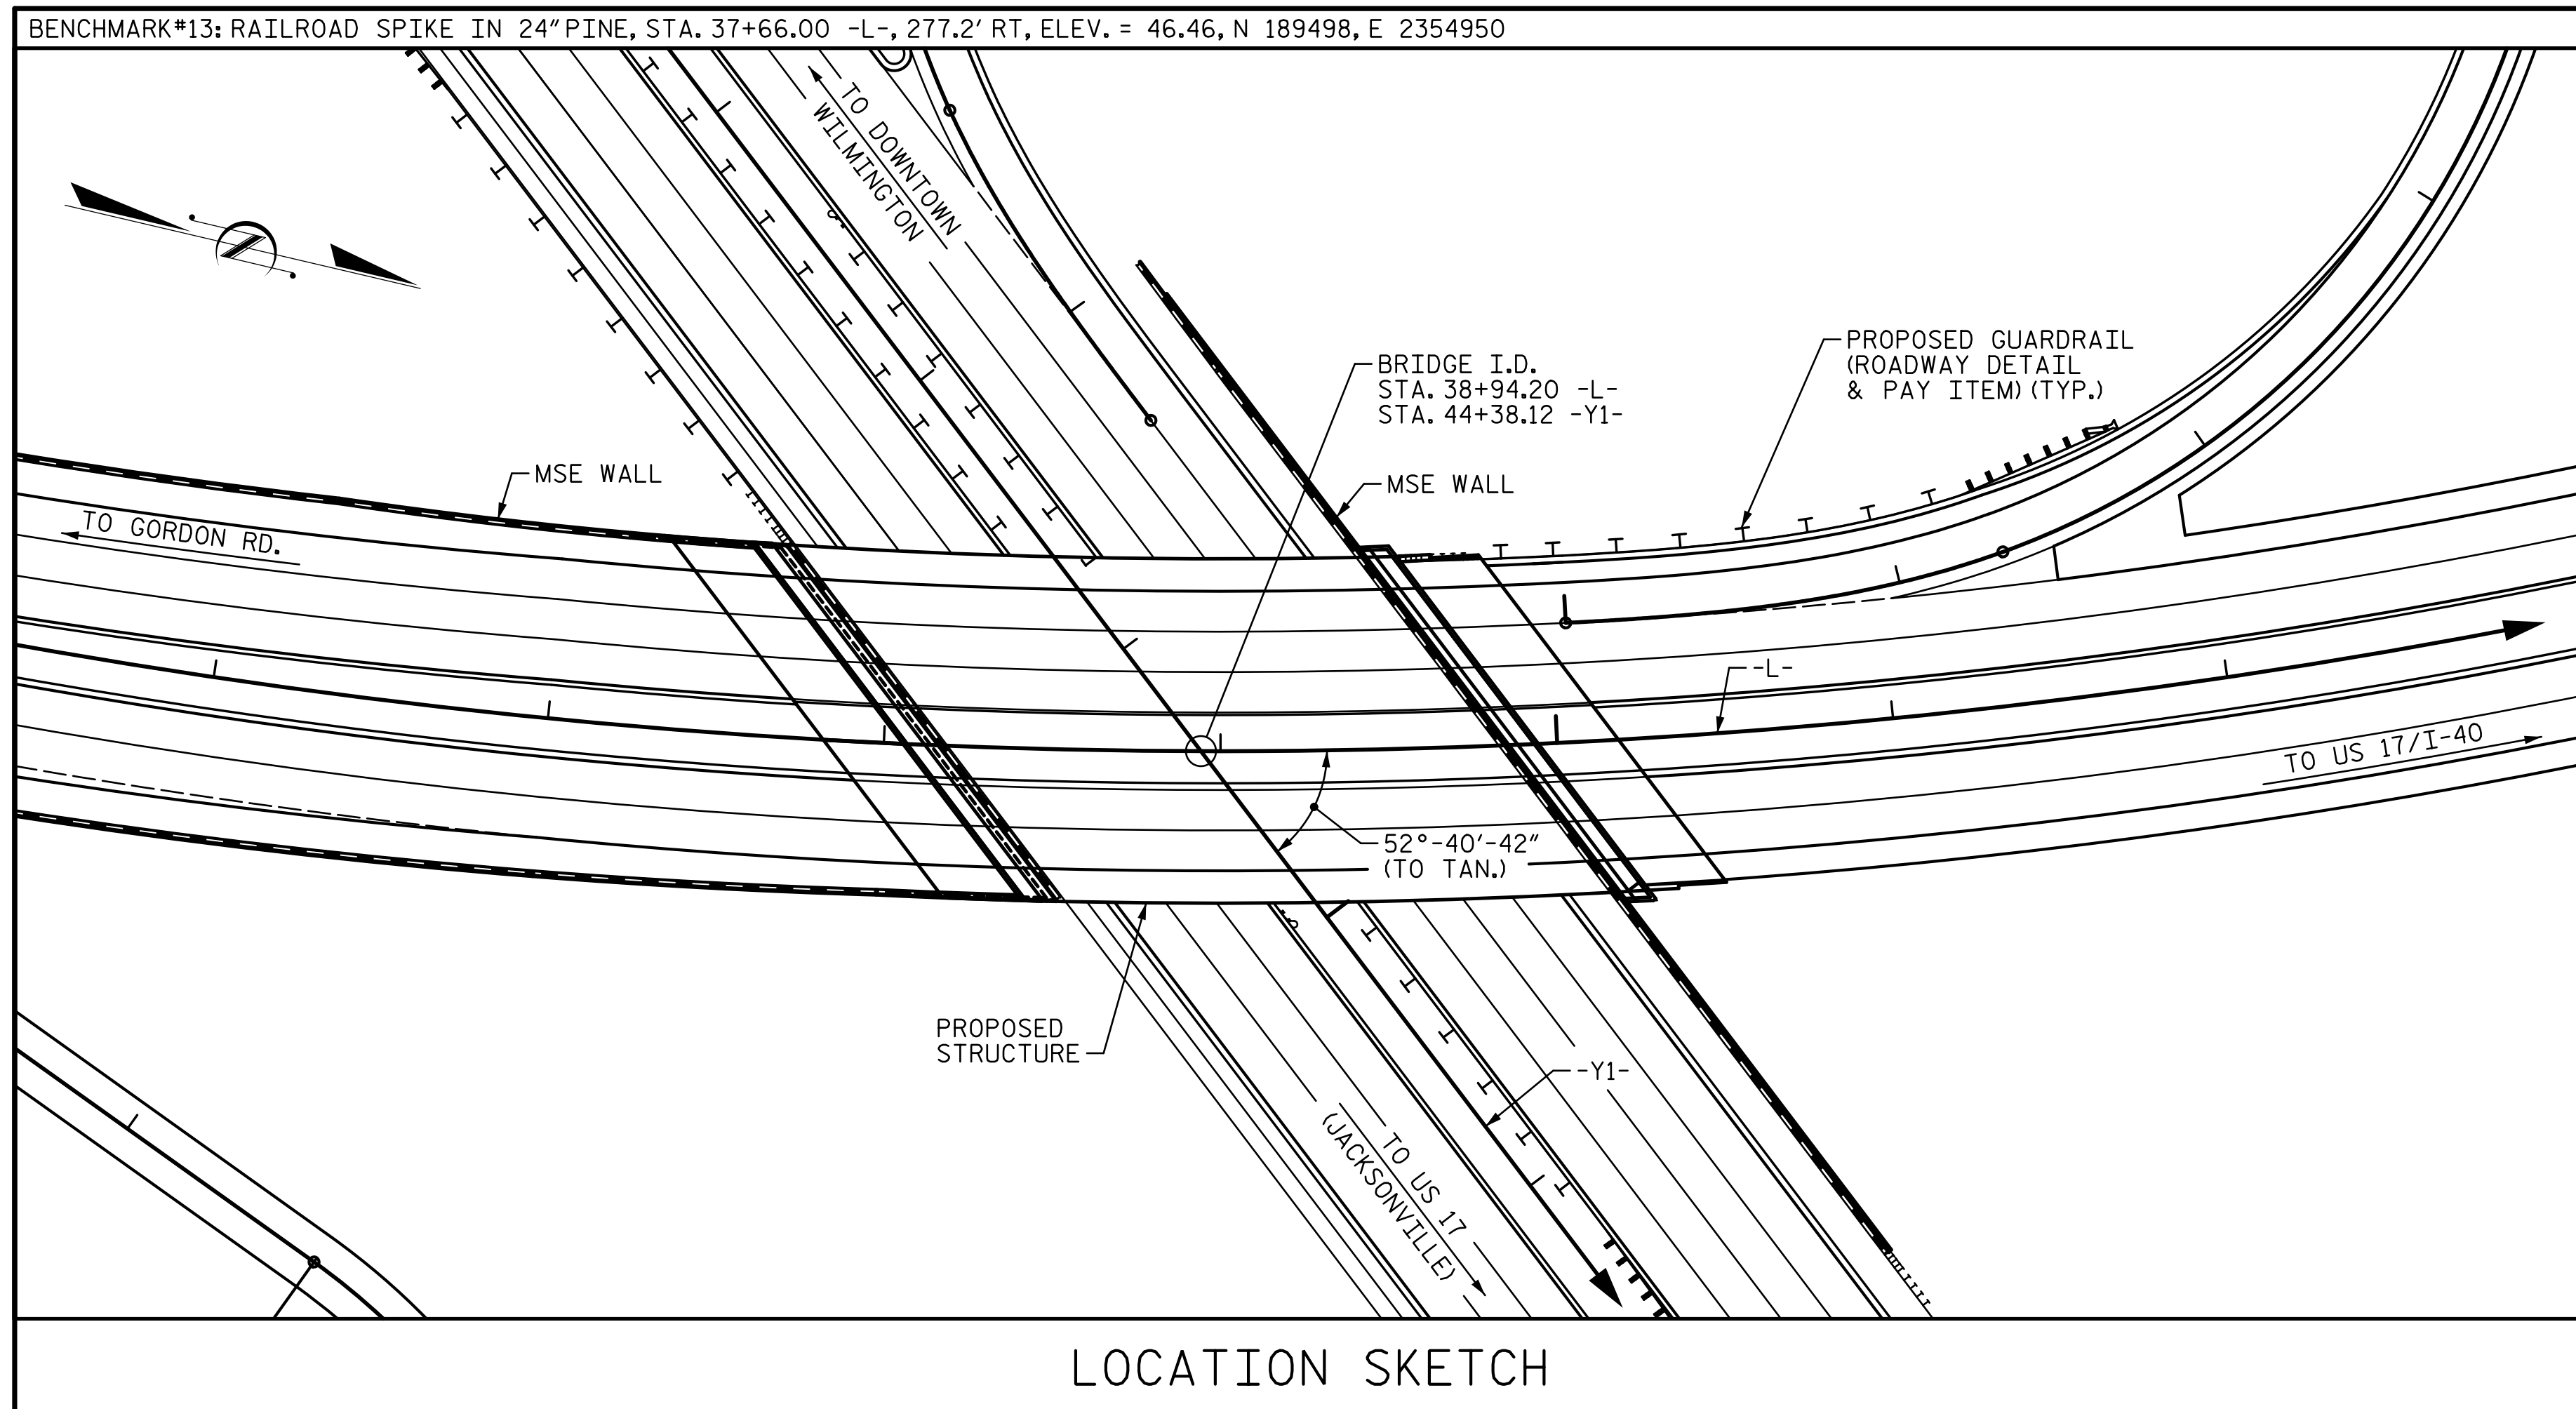 BENCHMARK#13: RAILROAD SPIKE IN 24" PINE, STA. 37+66.00 -L-, 277.2' RT, ELEV. = 46.46, N 189498, E 2354950
TO DOWNTOWN
WILMINGTON
BRIDGE I.D.
STA. 38+94.20 -L-
STA. 44+38.12 -Y1-
PROPOSED GUARDRAIL
(ROADWAY DETAIL
& PAY ITEM) (TYP.)
MSE WALL
MSE WALL
TO GORDON RD.
-L-
TO US 17/I-40
52°-40'-42"
(TO TAN.)
PROPOSED
STRUCTURE
-Y1-
TO US 17
(JACKSONVILLE)
LOCATION SKETCH